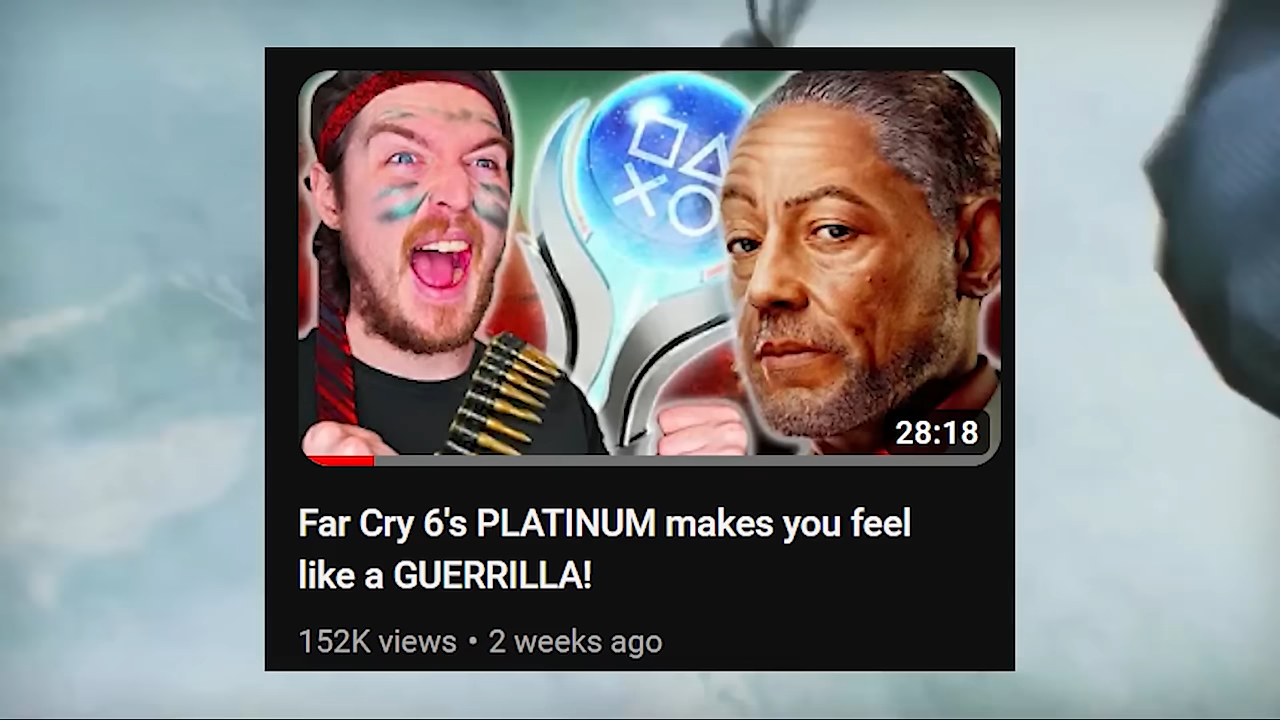 28:18
Far Cry 6's PLATINUM makes you feel
like a GUERRILLA!
152K views • 2 weeks ago